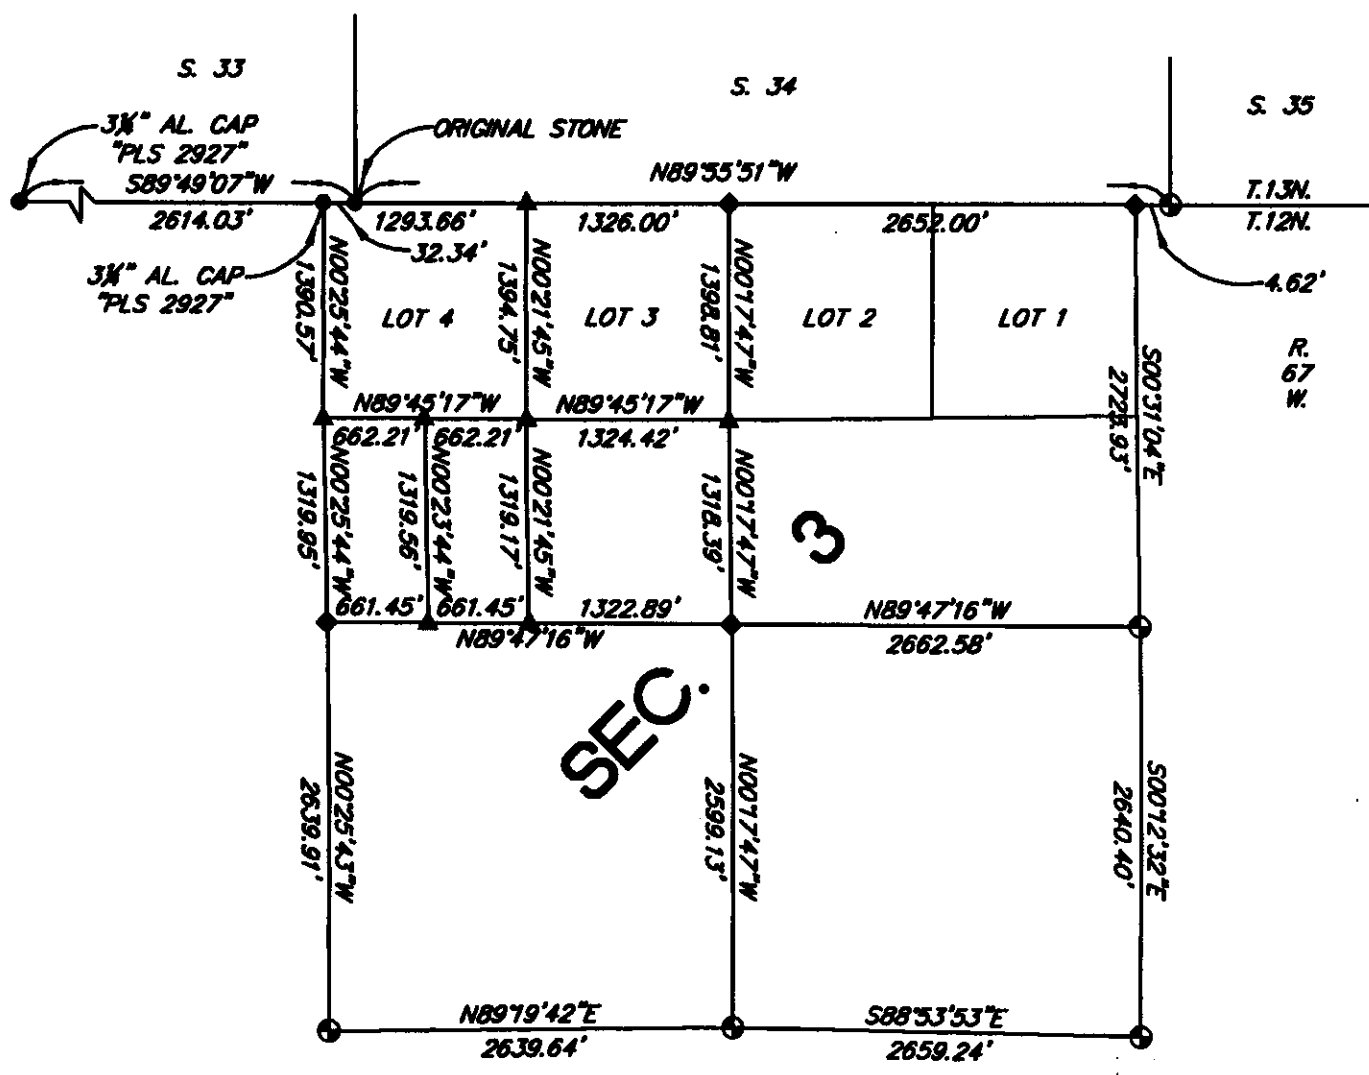 S. 33
S. 34
S. 35
3¼" AL. CAP
"PLS 2927"
ORIGINAL STONE
S89°49'07"W
2614.03'
N89°55'51"W
1293.66'
1326.00'
2652.00'
T.13N.
T.12N.
32.34'
4.62'
3¼" AL. CAP
"PLS 2927"
N00°25'44"W
1390.57'
N00°21'45"W
1394.75'
N00°17'47"W
1398.81'
LOT 4
LOT 3
LOT 2
LOT 1
R.
67
W.
S00°31'04"E
N89°45'17"W
N89°45'17"W
662.21'
662.21'
1324.42'
N00°25'44"W
1319.95'
N00°23'44"W
1319.56'
N00°21'45"W
1319.17'
N00°17'47"W
1318.39'
661.45'
661.45'
1322.89'
N89°47'16"W
N89°47'16"W
2662.58'
SEC. 3
N00°25'43"W
2639.91'
N00°17'47"W
2599.13'
S00°12'32"E
2640.40'
N89°19'42"E
2639.64'
S88°53'53"E
2659.24'